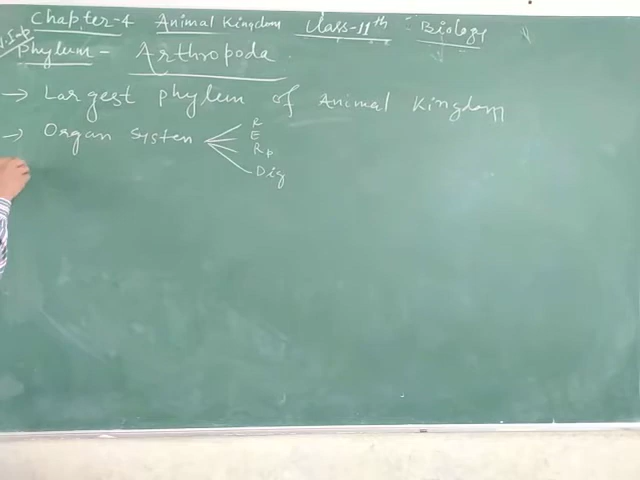 Chapter-4 Animal Kingdom Class-11th Biology
Phylum - Arthropoda
→ Largest phylum of Animal Kingdom
→ Organ System
R
E
Rp
Dig